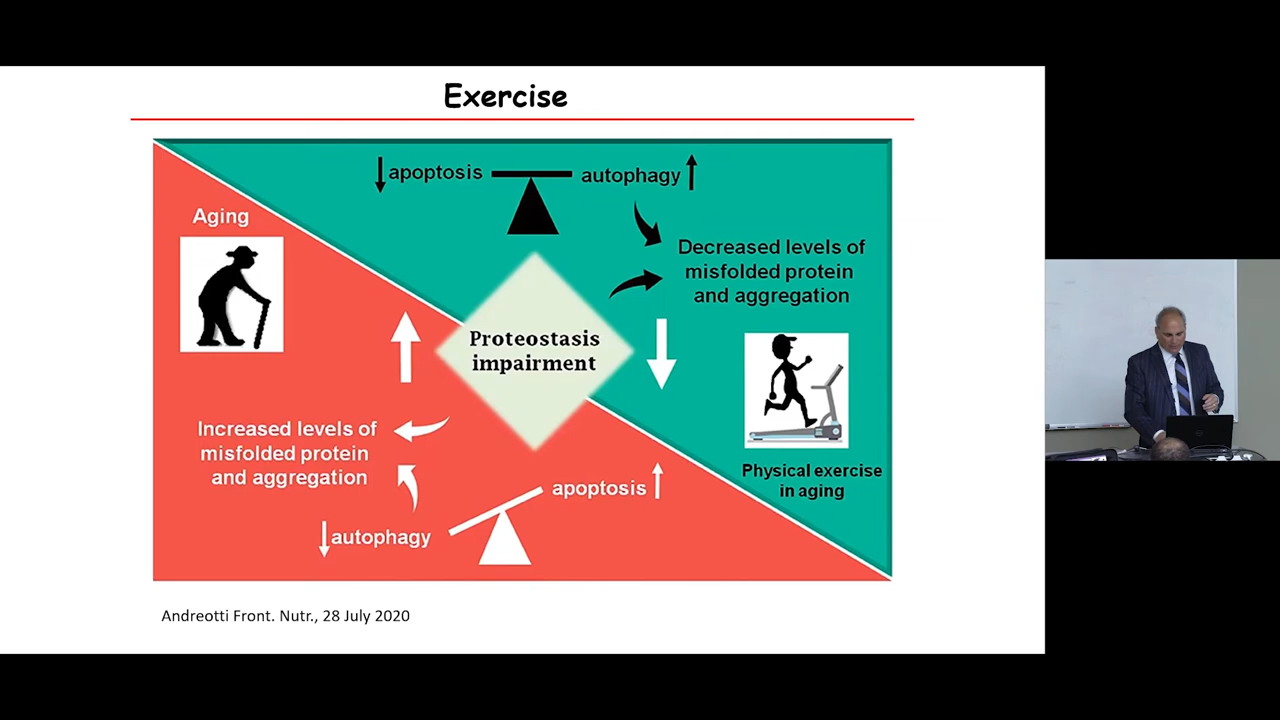 Exercise
apoptosis
autophagy
Aging
Decreased levels of
misfolded protein
and aggregation
Proteostasis
impairment
Increased levels of
misfolded protein
and aggregation
apoptosis
autophagy
Physical exercise
in aging
Andreotti Front. Nutr., 28 July 2020